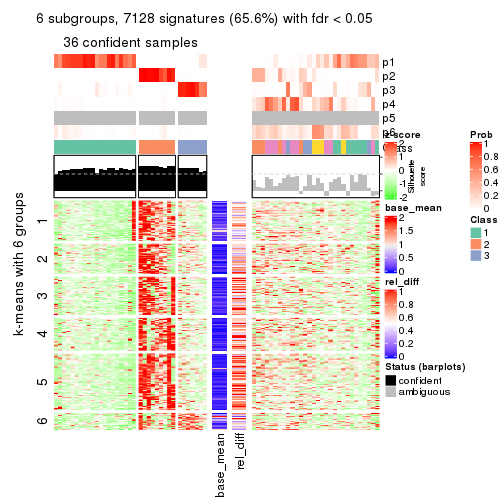 6 subgroups, 7128 signatures (65.6%) with fdr < 0.05
36 confident samples
p1
p2
p3
p4
p5
p6
Class
k-means with 6 groups
1
2
3
4
5
6
base_mean
rel_diff
Silhouette
score
z-score
2
1
0
-1
-2
base_mean
2
1.5
1
0.5
0
rel_diff
1
0.8
0.6
0.4
0.2
0
Status (barplots)
confident
ambiguous
Prob
1
0.8
0.6
0.4
0.2
0
Class
1
2
3